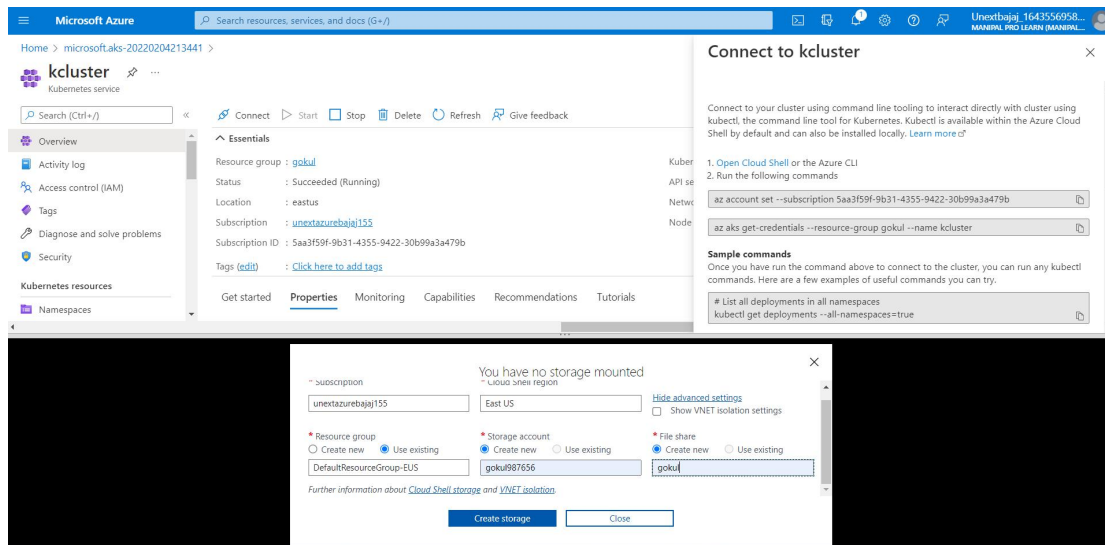 Microsoft Azure
Search resources, services, and docs (G+/)
1
Unextbajaj_1643556958...
MANIPAL PRO LEARN (MANIPAL...
Home > microsoft.aks-20220204213441 >
kcluster
Kubernetes service
Search (Ctrl+/)
Overview
Activity log
Access control (IAM)
Tags
Diagnose and solve problems
Security
Kubernetes resources
Namespaces
Connect Start Stop Delete Refresh Give feedback
Essentials
Resource group : gokul
Status : Succeeded (Running)
Location : eastus
Subscription : unextazurebajaj155
Subscription ID : 5aa3f59f-9b31-4355-9422-30b99a3a479b
Tags (edit) : Click here to add tags
Kuber
API se
Netwo
Node
Get started Properties Monitoring Capabilities Recommendations Tutorials
Connect to kcluster
Connect to your cluster using command line tooling to interact directly with cluster using
kubectl, the command line tool for Kubernetes. Kubectl is available within the Azure Cloud
Shell by default and can also be installed locally. Learn more
1. Open Cloud Shell or the Azure CLI
2. Run the following commands
az account set --subscription 5aa3f59f-9b31-4355-9422-30b99a3a479b
az aks get-credentials --resource-group gokul --name kcluster
Sample commands
Once you have run the command above to connect to the cluster, you can run any kubectl
commands. Here are a few examples of useful commands you can try.
# List all deployments in all namespaces
kubectl get deployments --all-namespaces=true
You have no storage mounted
* Subscription * Cloud Shell region
Hide advanced settings
unextazurebajaj155 East US Show VNET isolation settings
* Resource group * Storage account * File share
Create new Use existing Create new Use existing Create new Use existing
DefaultResourceGroup-EUS gokul987656 gokul
Further information about Cloud Shell storage and VNET isolation.
Create storage Close